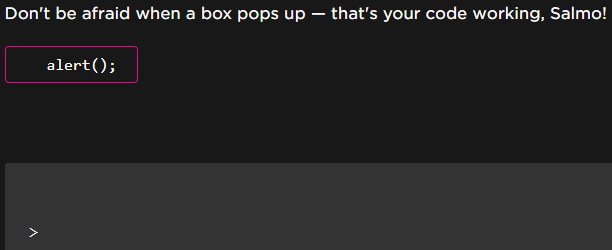 Don't be afraid when a box pops up — that's your code working, Salmo!
alert();
>